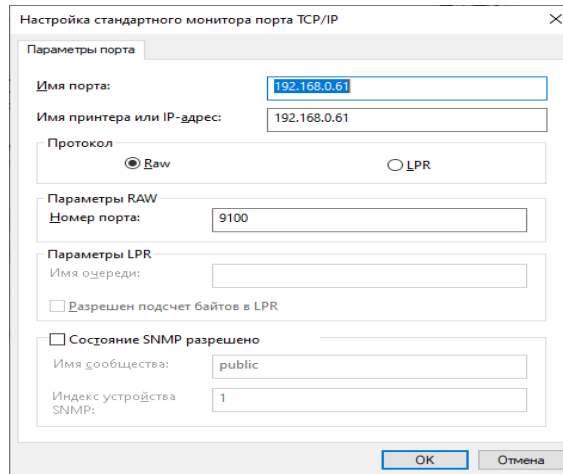 Настройка стандартного монитора порта TCP/IP
Параметры порта
Имя порта: 192.168.0.61
Имя принтера или IP-адрес: 192.168.0.61
Протокол
Raw LPR
Параметры RAW
Номер порта: 9100
Параметры LPR
Имя очереди:
Разрешен подсчет байтов в LPR
Состояние SNMP разрешено
Имя сообщества: public
Индекс устройства 1
SNMP:
OK Отмена